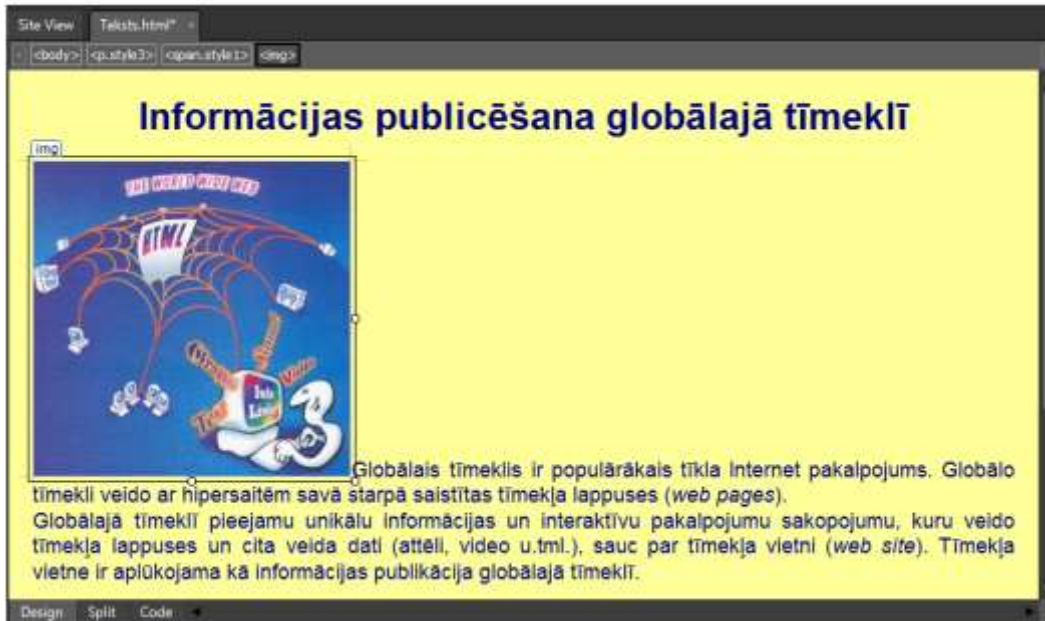 Site View Teksts.html* ×
<body> <p.style3> <span.style1> <img>
Informācijas publicēšana globālajā tīmeklī
img
THE WORLD WIDE WEB
HTML
Video
Text
Info
Globālais tīmeklis ir populārākais tīkla Internet pakalpojums. Globālo
tīmekli veido ar hipersaitēm savā starpā saistītas tīmekļa lappuses (web pages).
Globālajā tīmeklī pieejamu unikālu informācijas un interaktīvu pakalpojumu sakopojumu, kuru veido
tīmekļa lappuses un cita veida dati (attēli, video u.tml.), sauc par tīmekļa vietni (web site). Tīmekļa
vietne ir aplūkojama kā informācijas publikācija globālajā tīmeklī.
Design Split Code